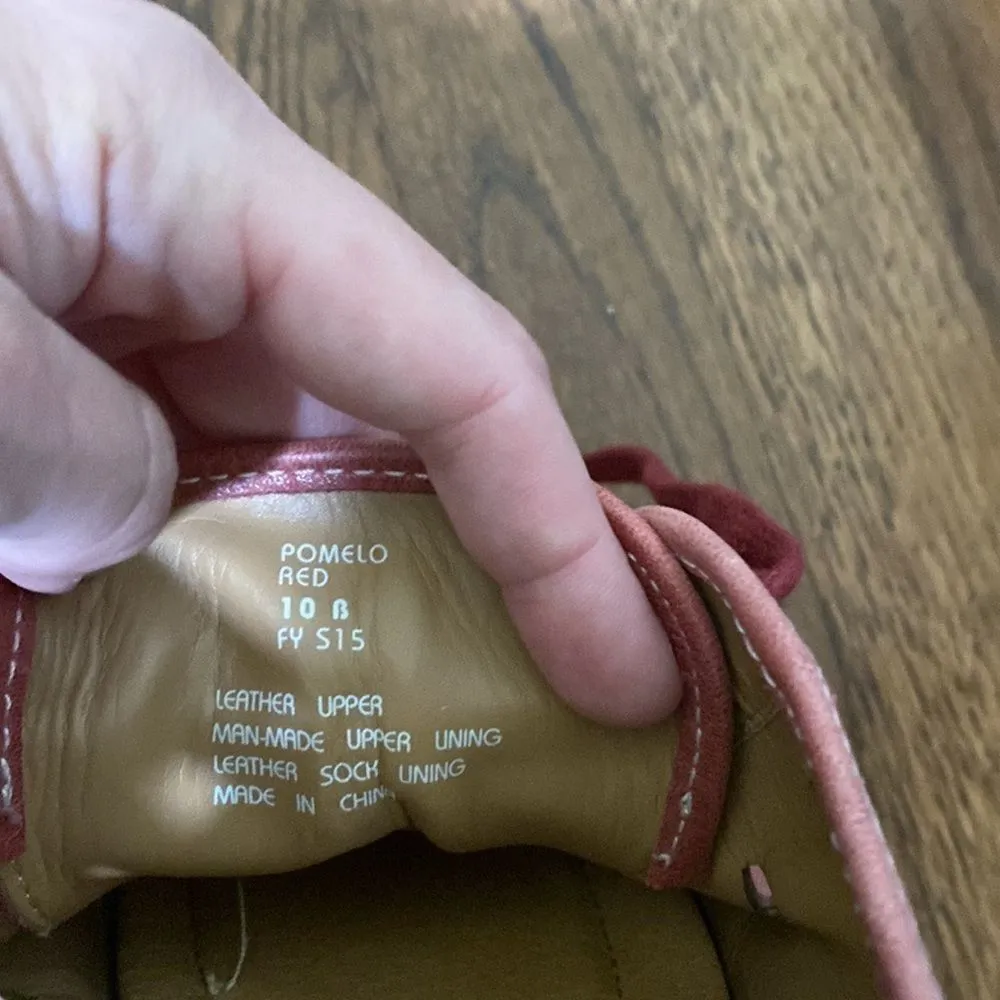 POMELO
RED
10 B
FY S15
LEATHER UPPER
MAN-MADE UPPER LINING
LEATHER SOCK LINING
MADE IN CHINA